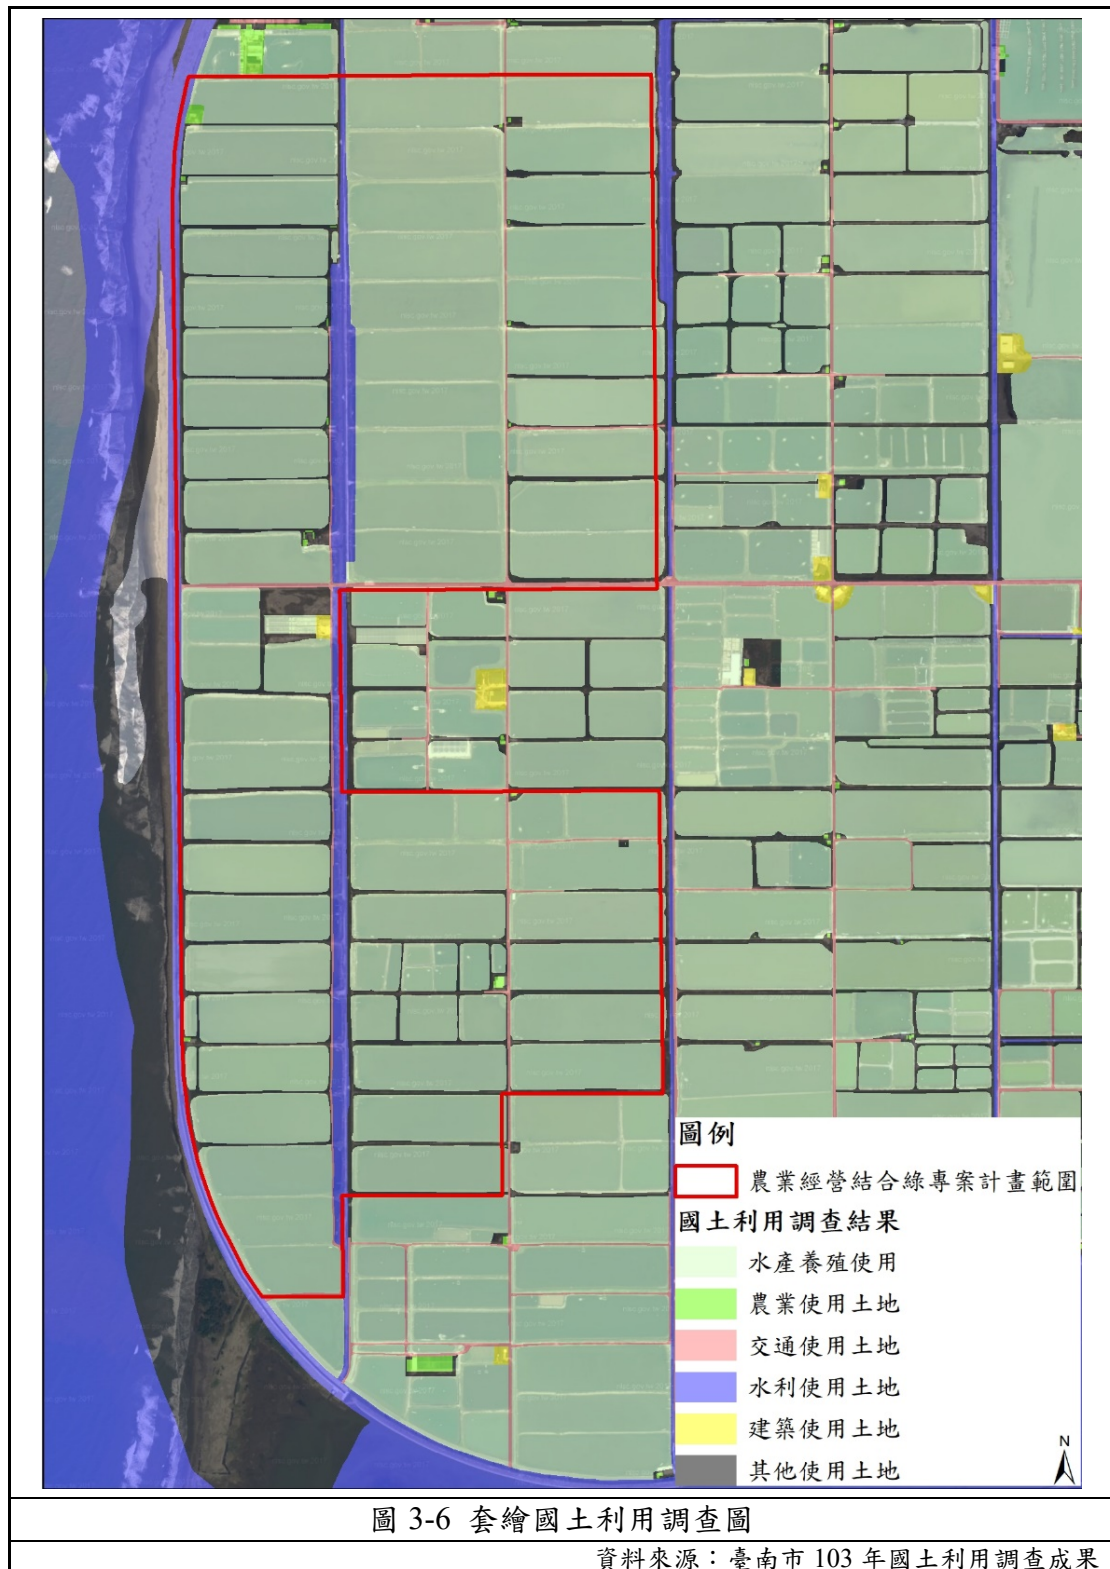 圖例
農業經營結合綠專案計畫範圍
國土利用調查結果
水產養殖使用
農業使用土地
交通使用土地
水利使用土地
建築使用土地
其他使用土地
N
圖 3-6 套繪國土利用調查圖
資料來源：臺南市 103 年國土利用調查成果